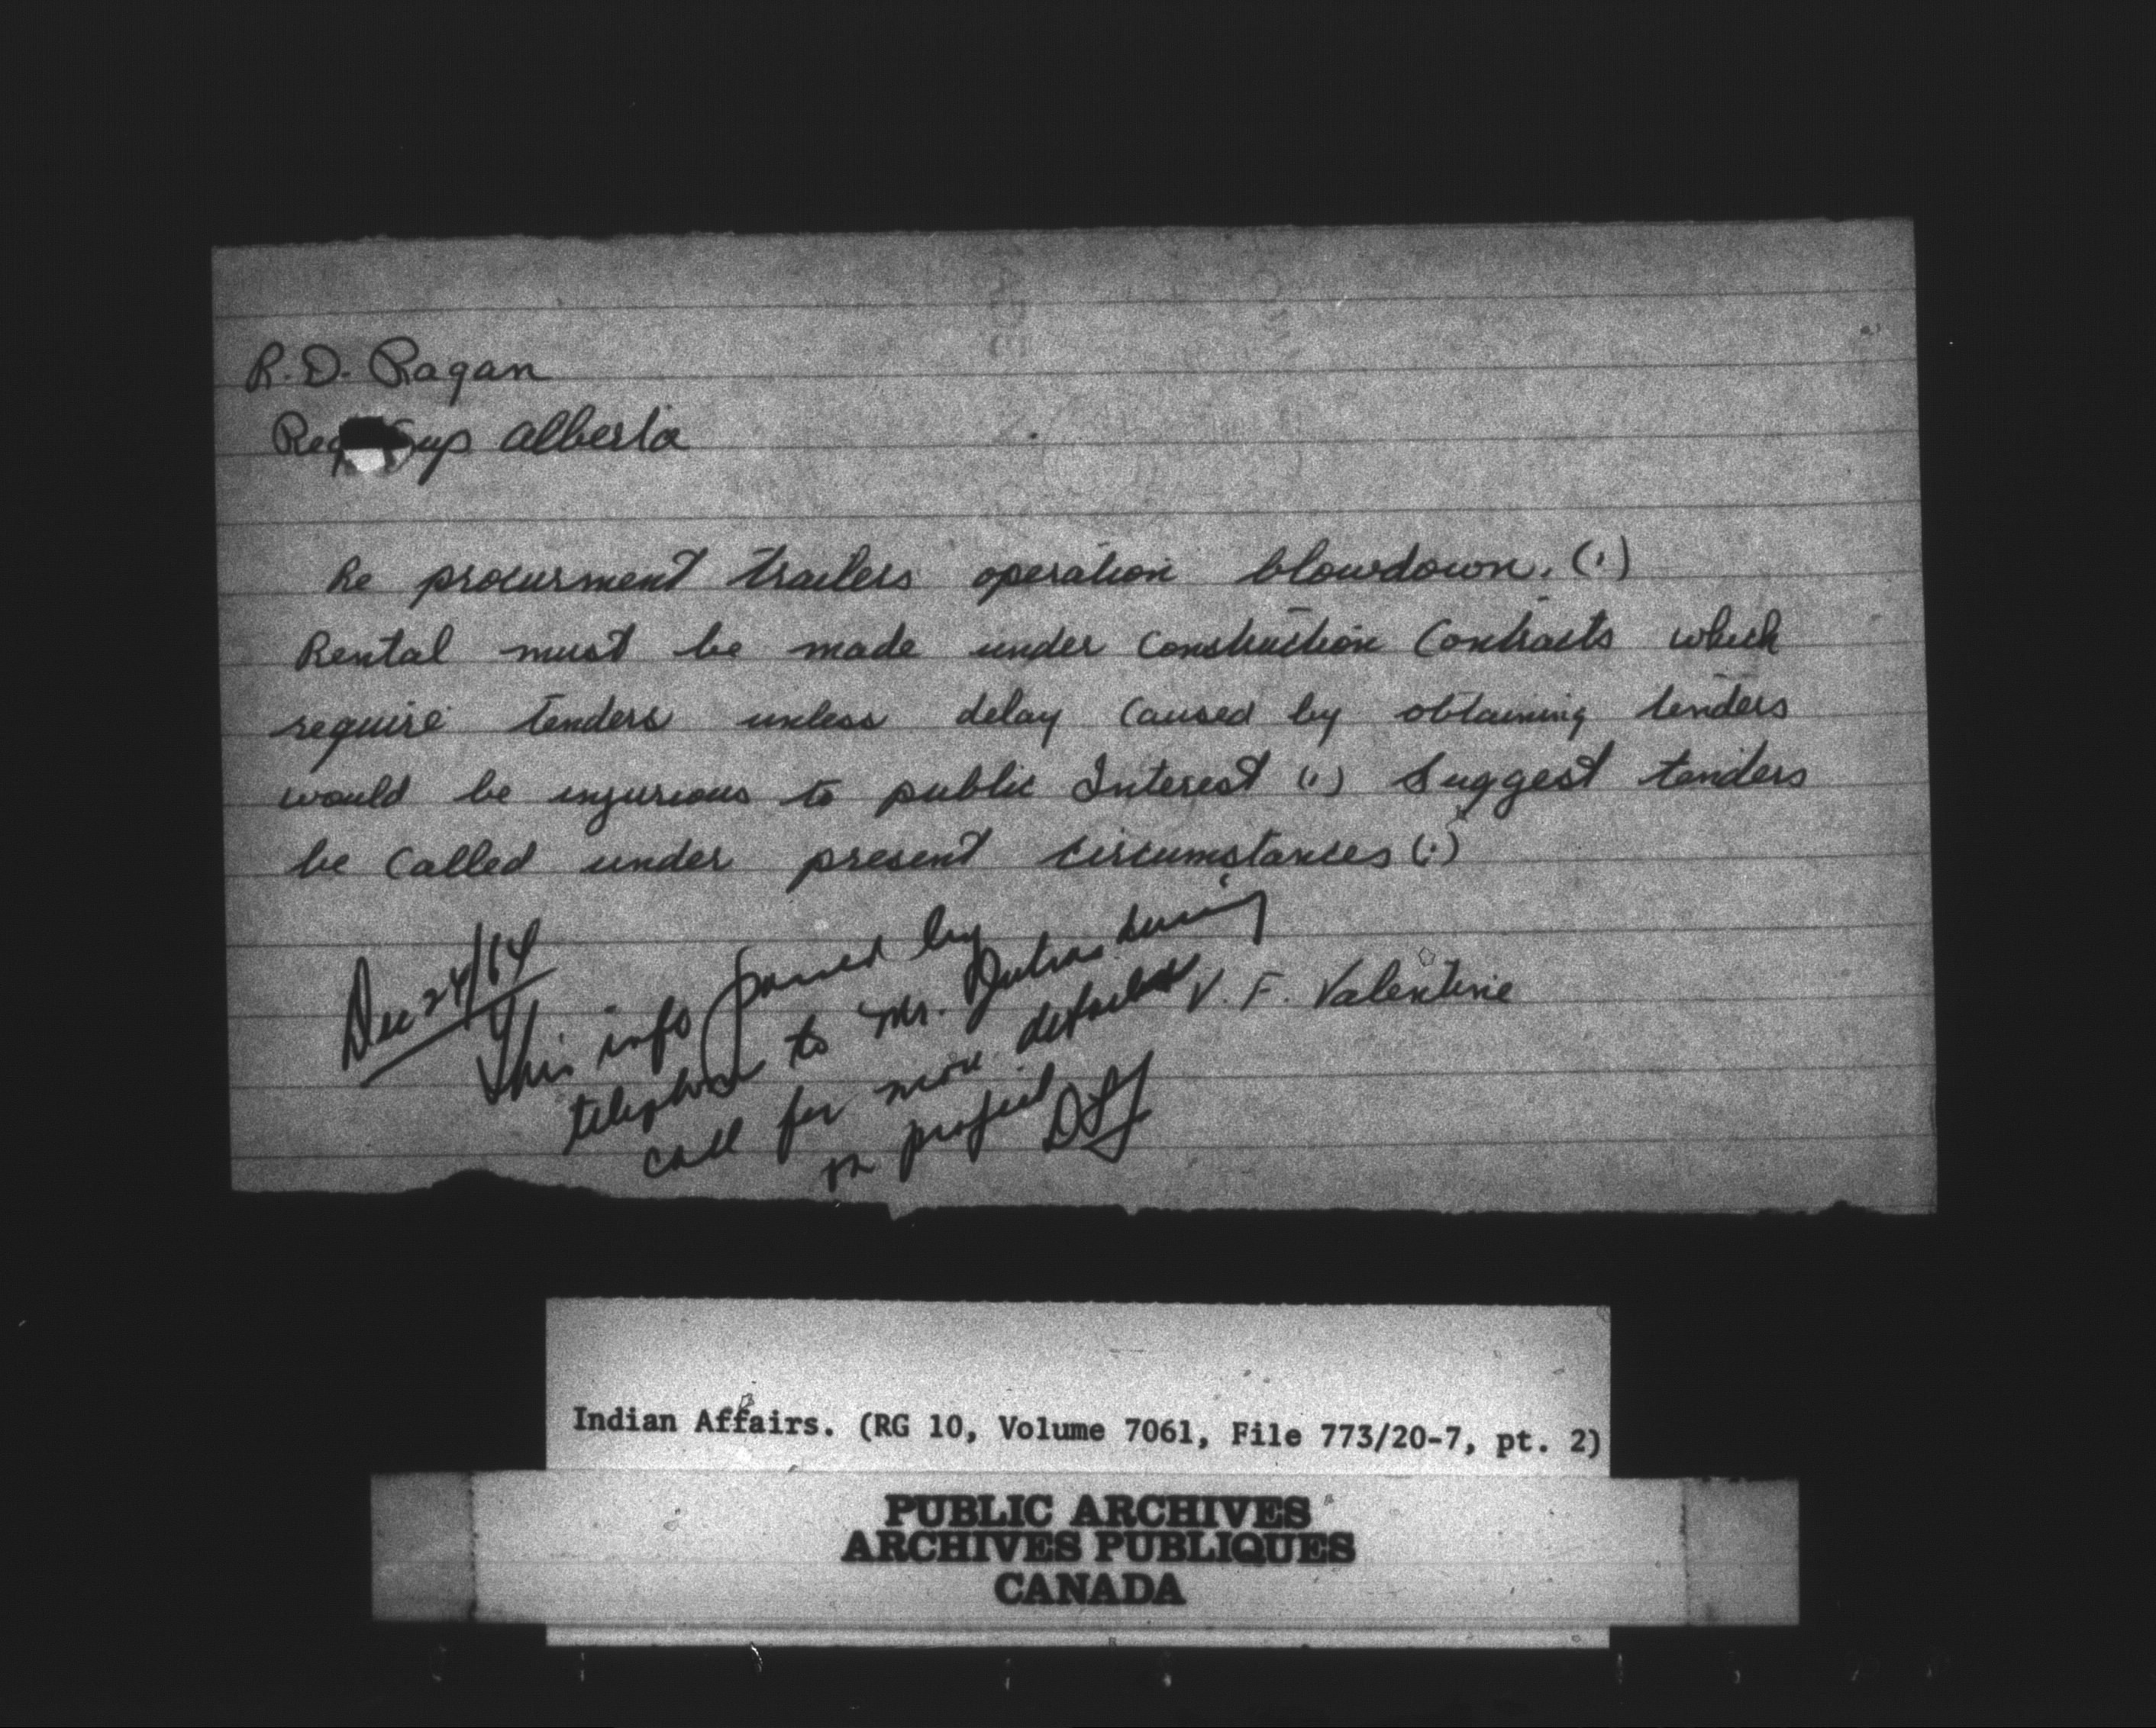 R.D. Ragan
Reg Sup Alberta
Re procurment trailers operation blowdown. (.)
Rental must be made under Construction Contracts which
require tenders unless delay caused by obtaining tenders
would be injurious to public Interest (.) Suggest tenders
be Called under present circumstances (.)
V. F. Valentine
Dec 24/64
This info passed by
telephone to Mr. during
call for more details
on project
Indian Affairs. (RG 10, Volume 7061, File 773/20-7, pt. 2)
PUBLIC ARCHIVES
ARCHIVES PUBLIQUES
CANADA